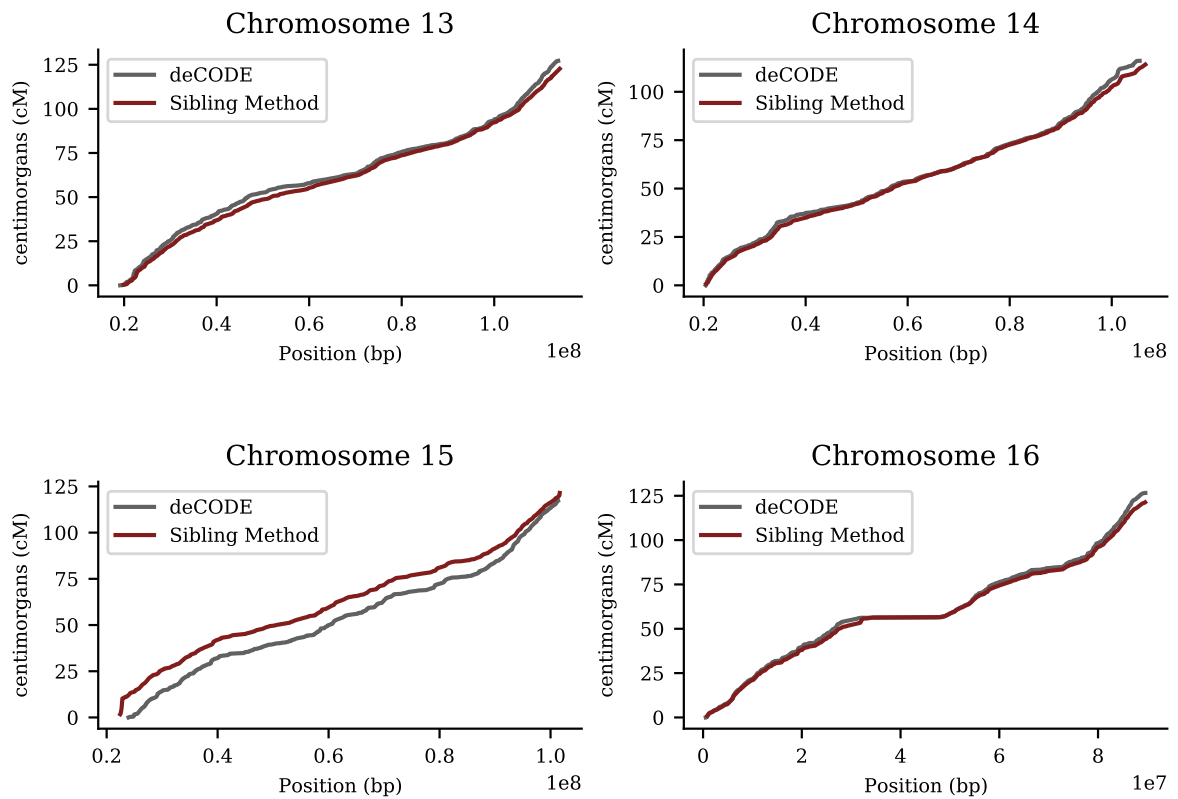 Chromosome 13
centimorgans (cM)
125
100
75
50
25
0
deCODE
Sibling Method
0.2 0.4 0.6 0.8 1.0
1e8
Position (bp)
Chromosome 14
centimorgans (cM)
100
75
50
25
0
deCODE
Sibling Method
0.2 0.4 0.6 0.8 1.0
1e8
Position (bp)
Chromosome 15
centimorgans (cM)
125
100
75
50
25
0
deCODE
Sibling Method
0.2 0.4 0.6 0.8 1.0
1e8
Position (bp)
Chromosome 16
centimorgans (cM)
125
100
75
50
25
0
deCODE
Sibling Method
0 2 4 6 8
1e7
Position (bp)